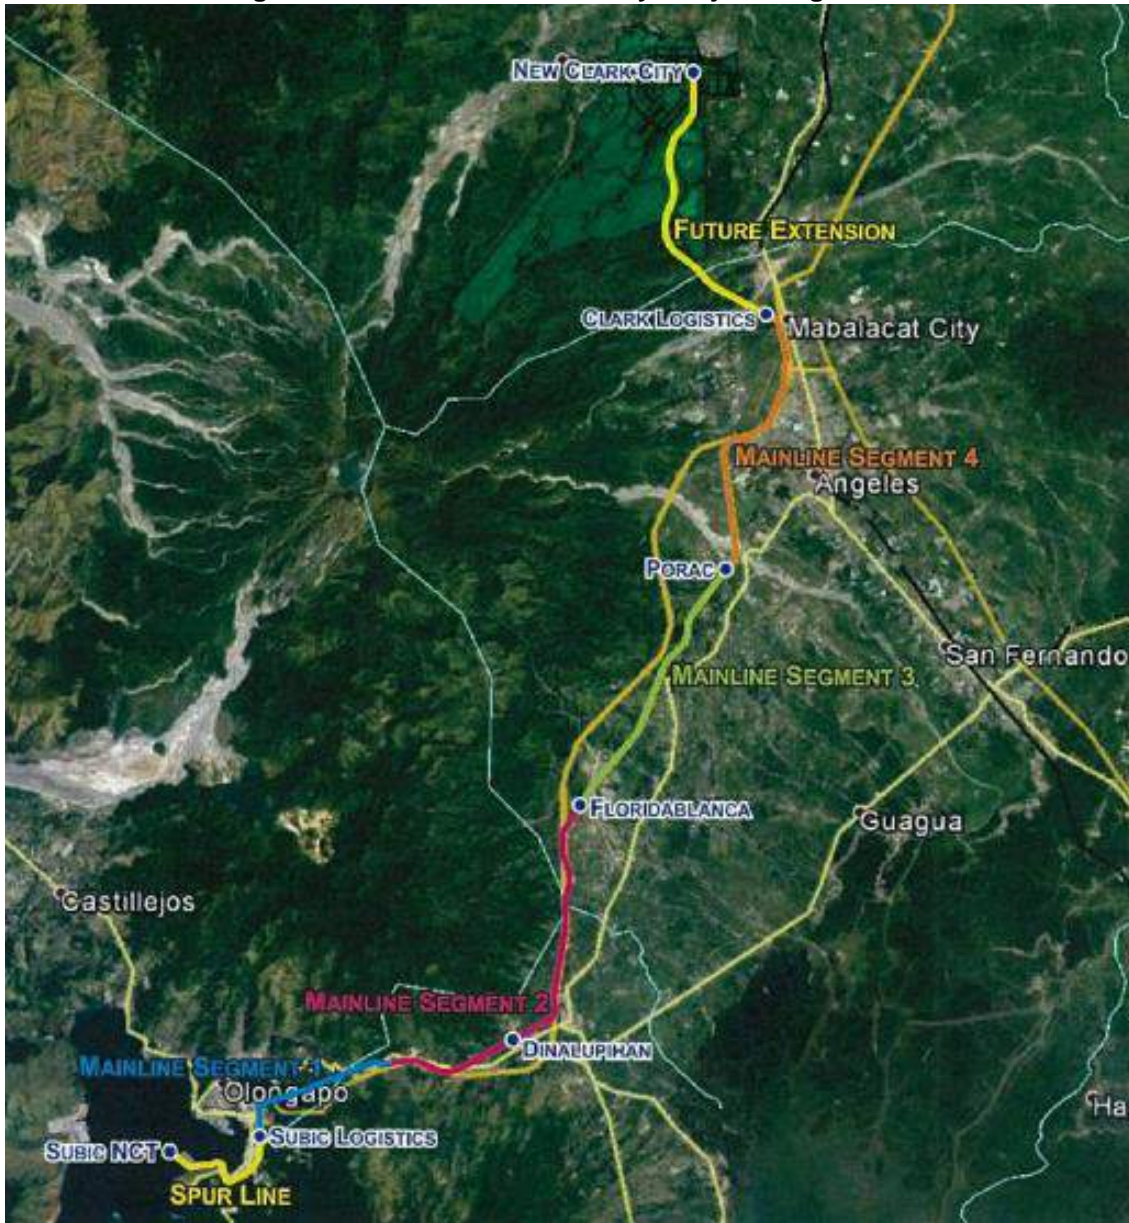 NEW CLARK CITY
FUTURE EXTENSION
CLARK LOGISTICS
Mabalacat City
MAINLINE SEGMENT 4
Angeles
PORAC
San Fernando
MAINLINE SEGMENT 3
FLORIDABLANCA
Guagua
Castillejos
MAINLINE SEGMENT 2
DINALUPIHAN
MAINLINE SEGMENT 1
Olongapo
Ha
SUBIC LOGISTICS
SUBIC NCT
SPUR LINE